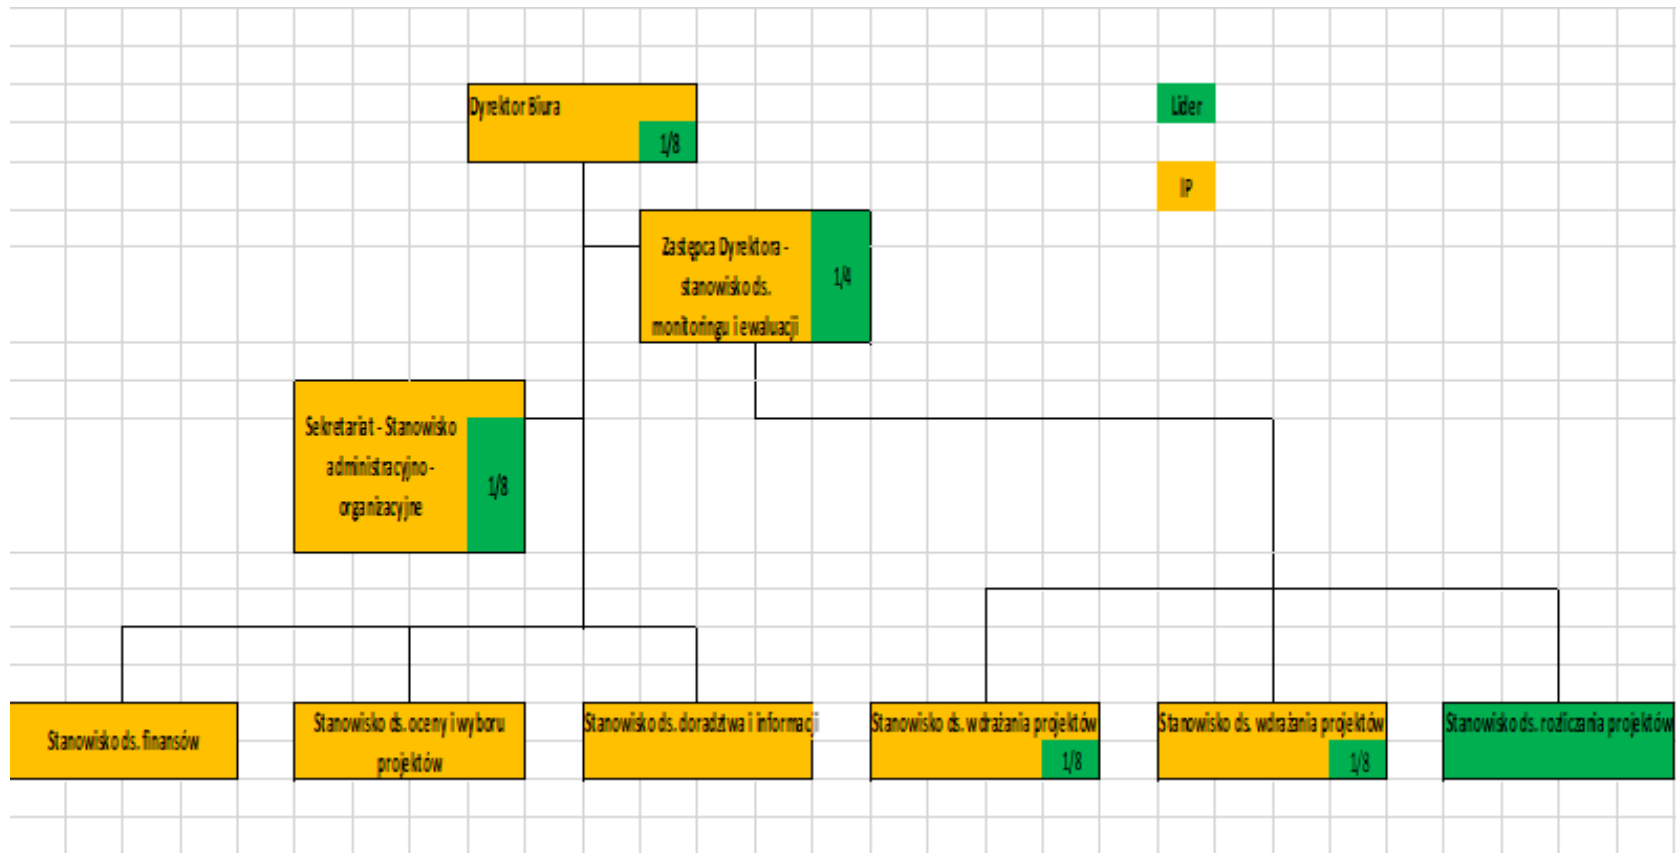 Dyrektor Biura
1/8
Lider
IP
Zastępca Dyrektora -
stanowisko ds.
monitoringu i ewaluacji
1/4
Sekretariat - Stanowisko
administracyjno -
organizacyjne
1/8
Stanowisko ds. finansów
Stanowisko ds. oceny i wyboru
projektów
Stanowisko ds. doradztwa i informacji
Stanowisko ds. wdrażania projektów
1/8
Stanowisko ds. wdrażania projektów
1/8
Stanowisko ds. rozliczania projektów